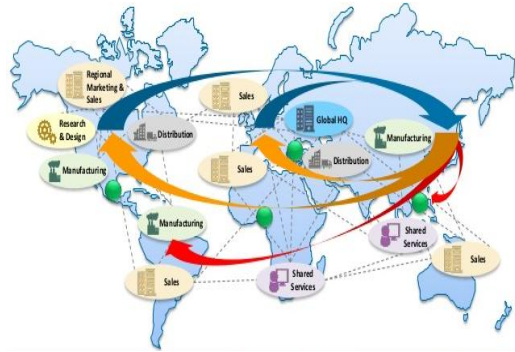 Regional
Marketing &
Sales
Sales
Research
& Design
Distribution
Global HQ
Manufacturing
Manufacturing
Sales
Distribution
Manufacturing
Shared
Services
Sales
Shared
Services
Sales